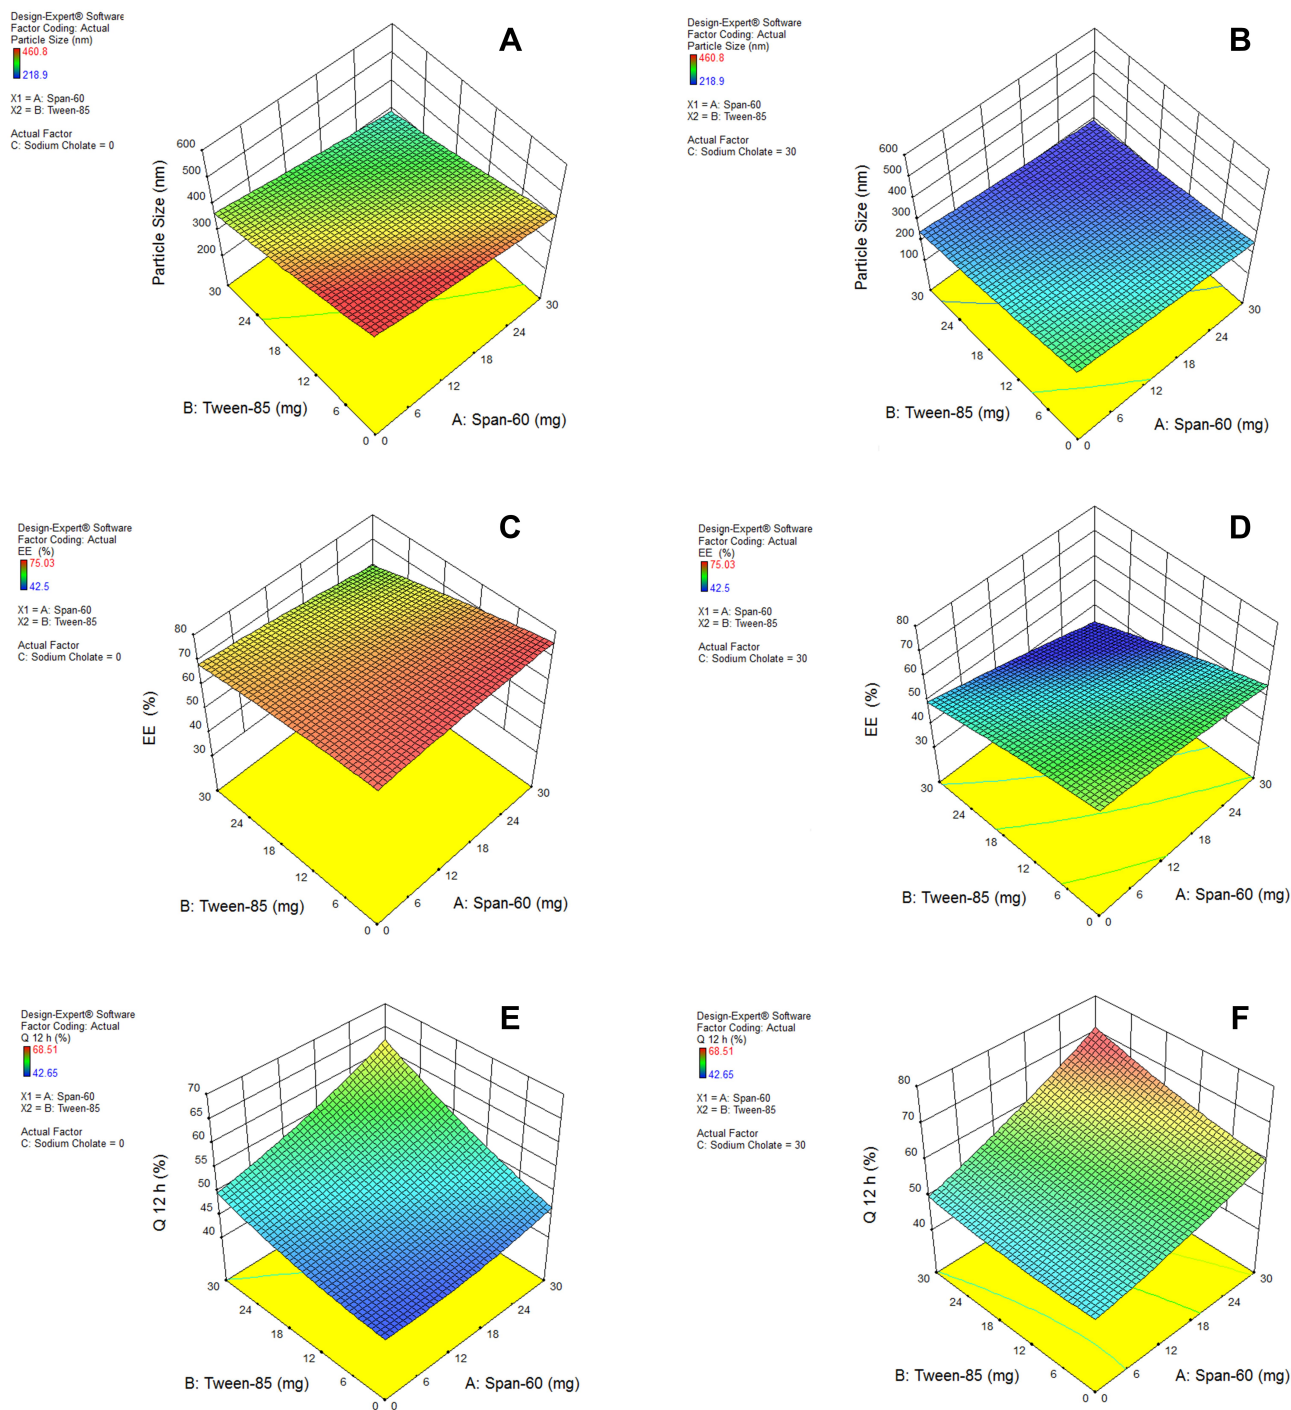 Design-Expert® Software
Factor Coding: Actual
Particle Size (nm)
460.8
218.9
X1 = A: Span-60
X2 = B: Tween-85
Actual Factor
C: Sodium Cholate = 0
A
600
500
400
300
200
Particle Size (nm)
30
24
18
12
6
0
0
6
12
18
24
30
B: Tween-85 (mg)
A: Span-60 (mg)
Design-Expert® Software
Factor Coding: Actual
Particle Size (nm)
460.8
218.9
X1 = A: Span-60
X2 = B: Tween-85
Actual Factor
C: Sodium Cholate = 30
B
600
500
400
300
200
100
Particle Size (nm)
30
24
18
12
6
0
0
6
12
18
24
30
B: Tween-85 (mg)
A: Span-60 (mg)
Design-Expert® Software
Factor Coding: Actual
EE (%)
75.03
42.5
X1 = A: Span-60
X2 = B: Tween-85
Actual Factor
C: Sodium Cholate = 0
C
80
70
60
50
40
30
EE (%)
30
24
18
12
6
0
0
6
12
18
24
30
B: Tween-85 (mg)
A: Span-60 (mg)
Design-Expert® Software
Factor Coding: Actual
EE (%)
75.03
42.5
X1 = A: Span-60
X2 = B: Tween-85
Actual Factor
C: Sodium Cholate = 30
D
80
70
60
50
40
30
EE (%)
30
24
18
12
6
0
0
6
12
18
24
30
B: Tween-85 (mg)
A: Span-60 (mg)
Design-Expert® Software
Factor Coding: Actual
Q 12 h (%)
68.51
42.65
X1 = A: Span-60
X2 = B: Tween-85
Actual Factor
C: Sodium Cholate = 0
E
70
65
60
55
50
45
40
Q 12 h (%)
30
24
18
12
6
0
0
6
12
18
24
30
B: Tween-85 (mg)
A: Span-60 (mg)
Design-Expert® Software
Factor Coding: Actual
Q 12 h (%)
68.51
42.65
X1 = A: Span-60
X2 = B: Tween-85
Actual Factor
C: Sodium Cholate = 30
F
80
70
60
50
40
Q 12 h (%)
30
24
18
12
6
0
0
6
12
18
24
30
B: Tween-85 (mg)
A: Span-60 (mg)